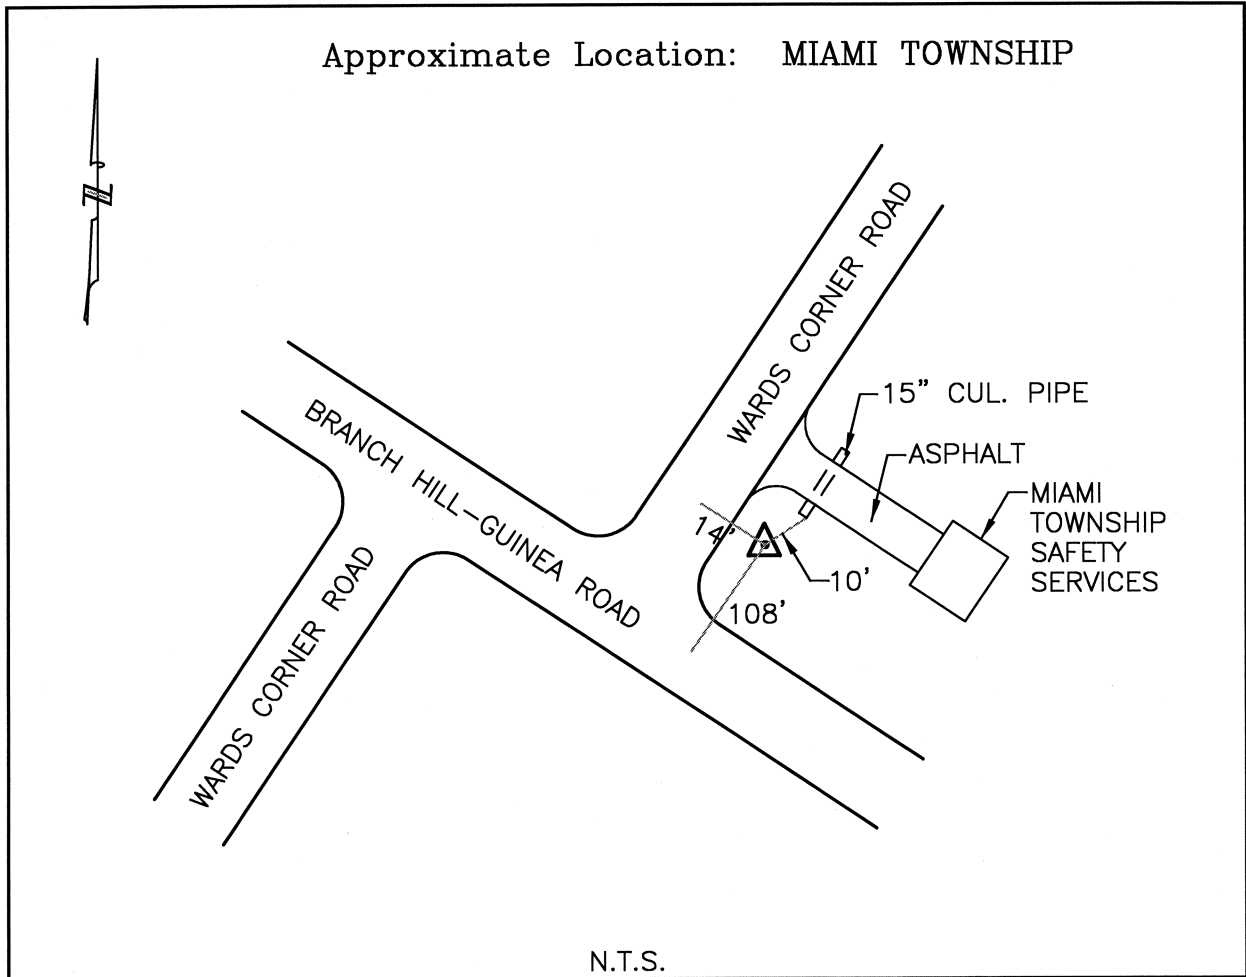 Approximate Location: MIAMI TOWNSHIP
N
WARDS CORNER ROAD
15" CUL. PIPE
BRANCH HILL-GUINEA ROAD
ASPHALT
MIAMI
TOWNSHIP
SAFETY
SERVICES
14'
10'
108'
WARDS CORNER ROAD
N.T.S.